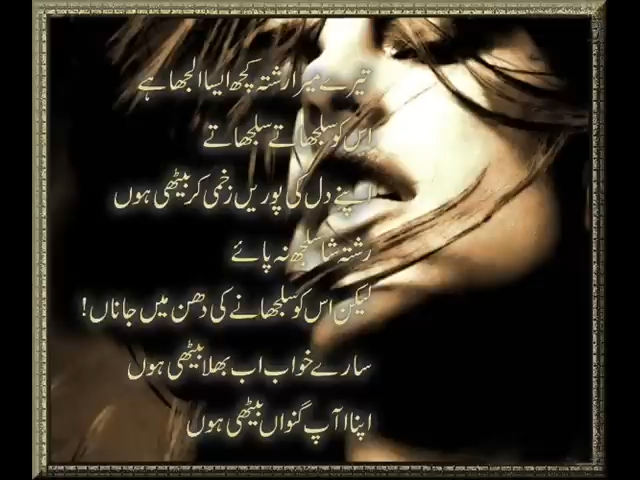 تیرے میرا رشتہ کچھ ایسا الجھا ہے
اس کو سلجھاتے سلجھاتے
اپنے دل کی پوریں زخمی کر بیٹھی ہوں
رشتہ شا سلجھ نہ پائے
لیکن اس کو سلجھانے کی دھن میں جاناں!
سارے خواب اب بھلا بیٹھی ہوں
اپنا آپ گنواں بیٹھی ہوں